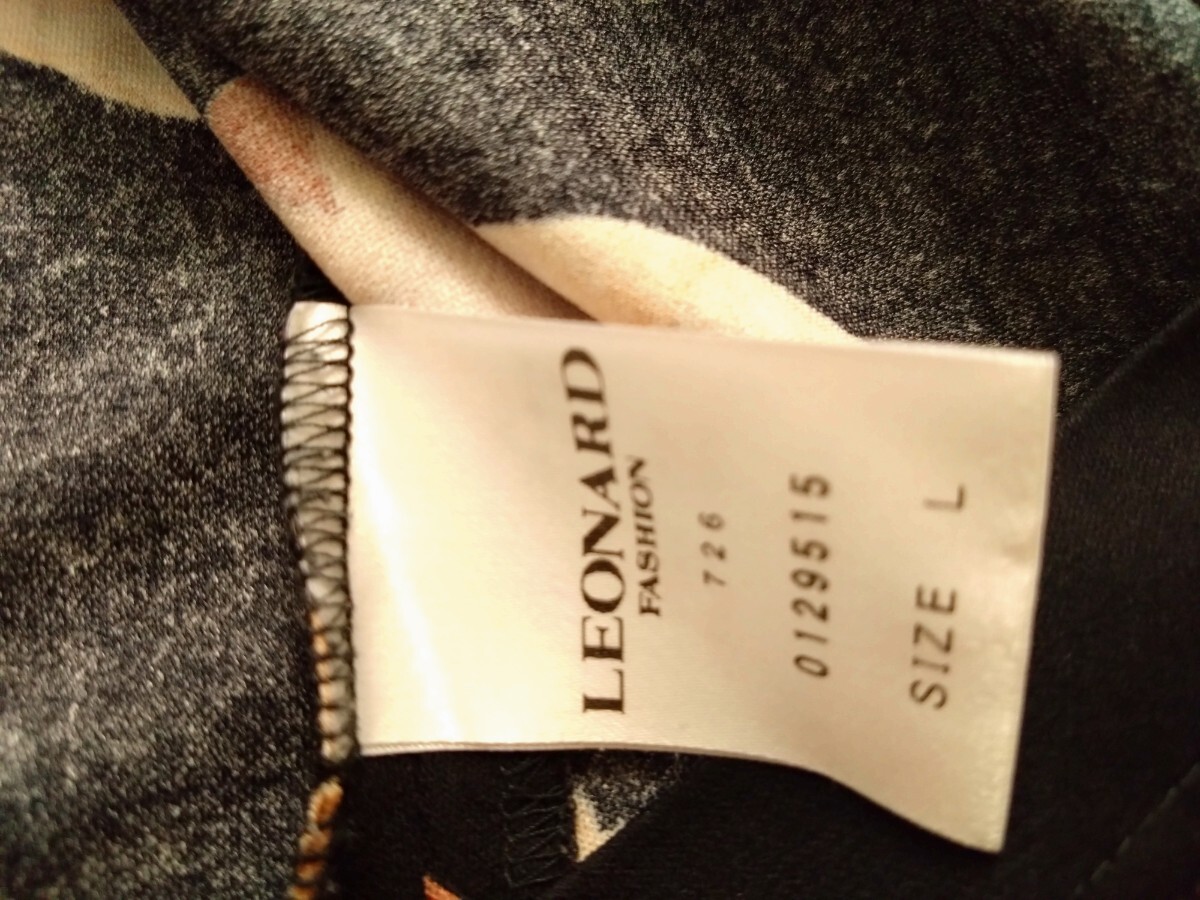 LEONARD
FASHION
726
0129515
SIZE L